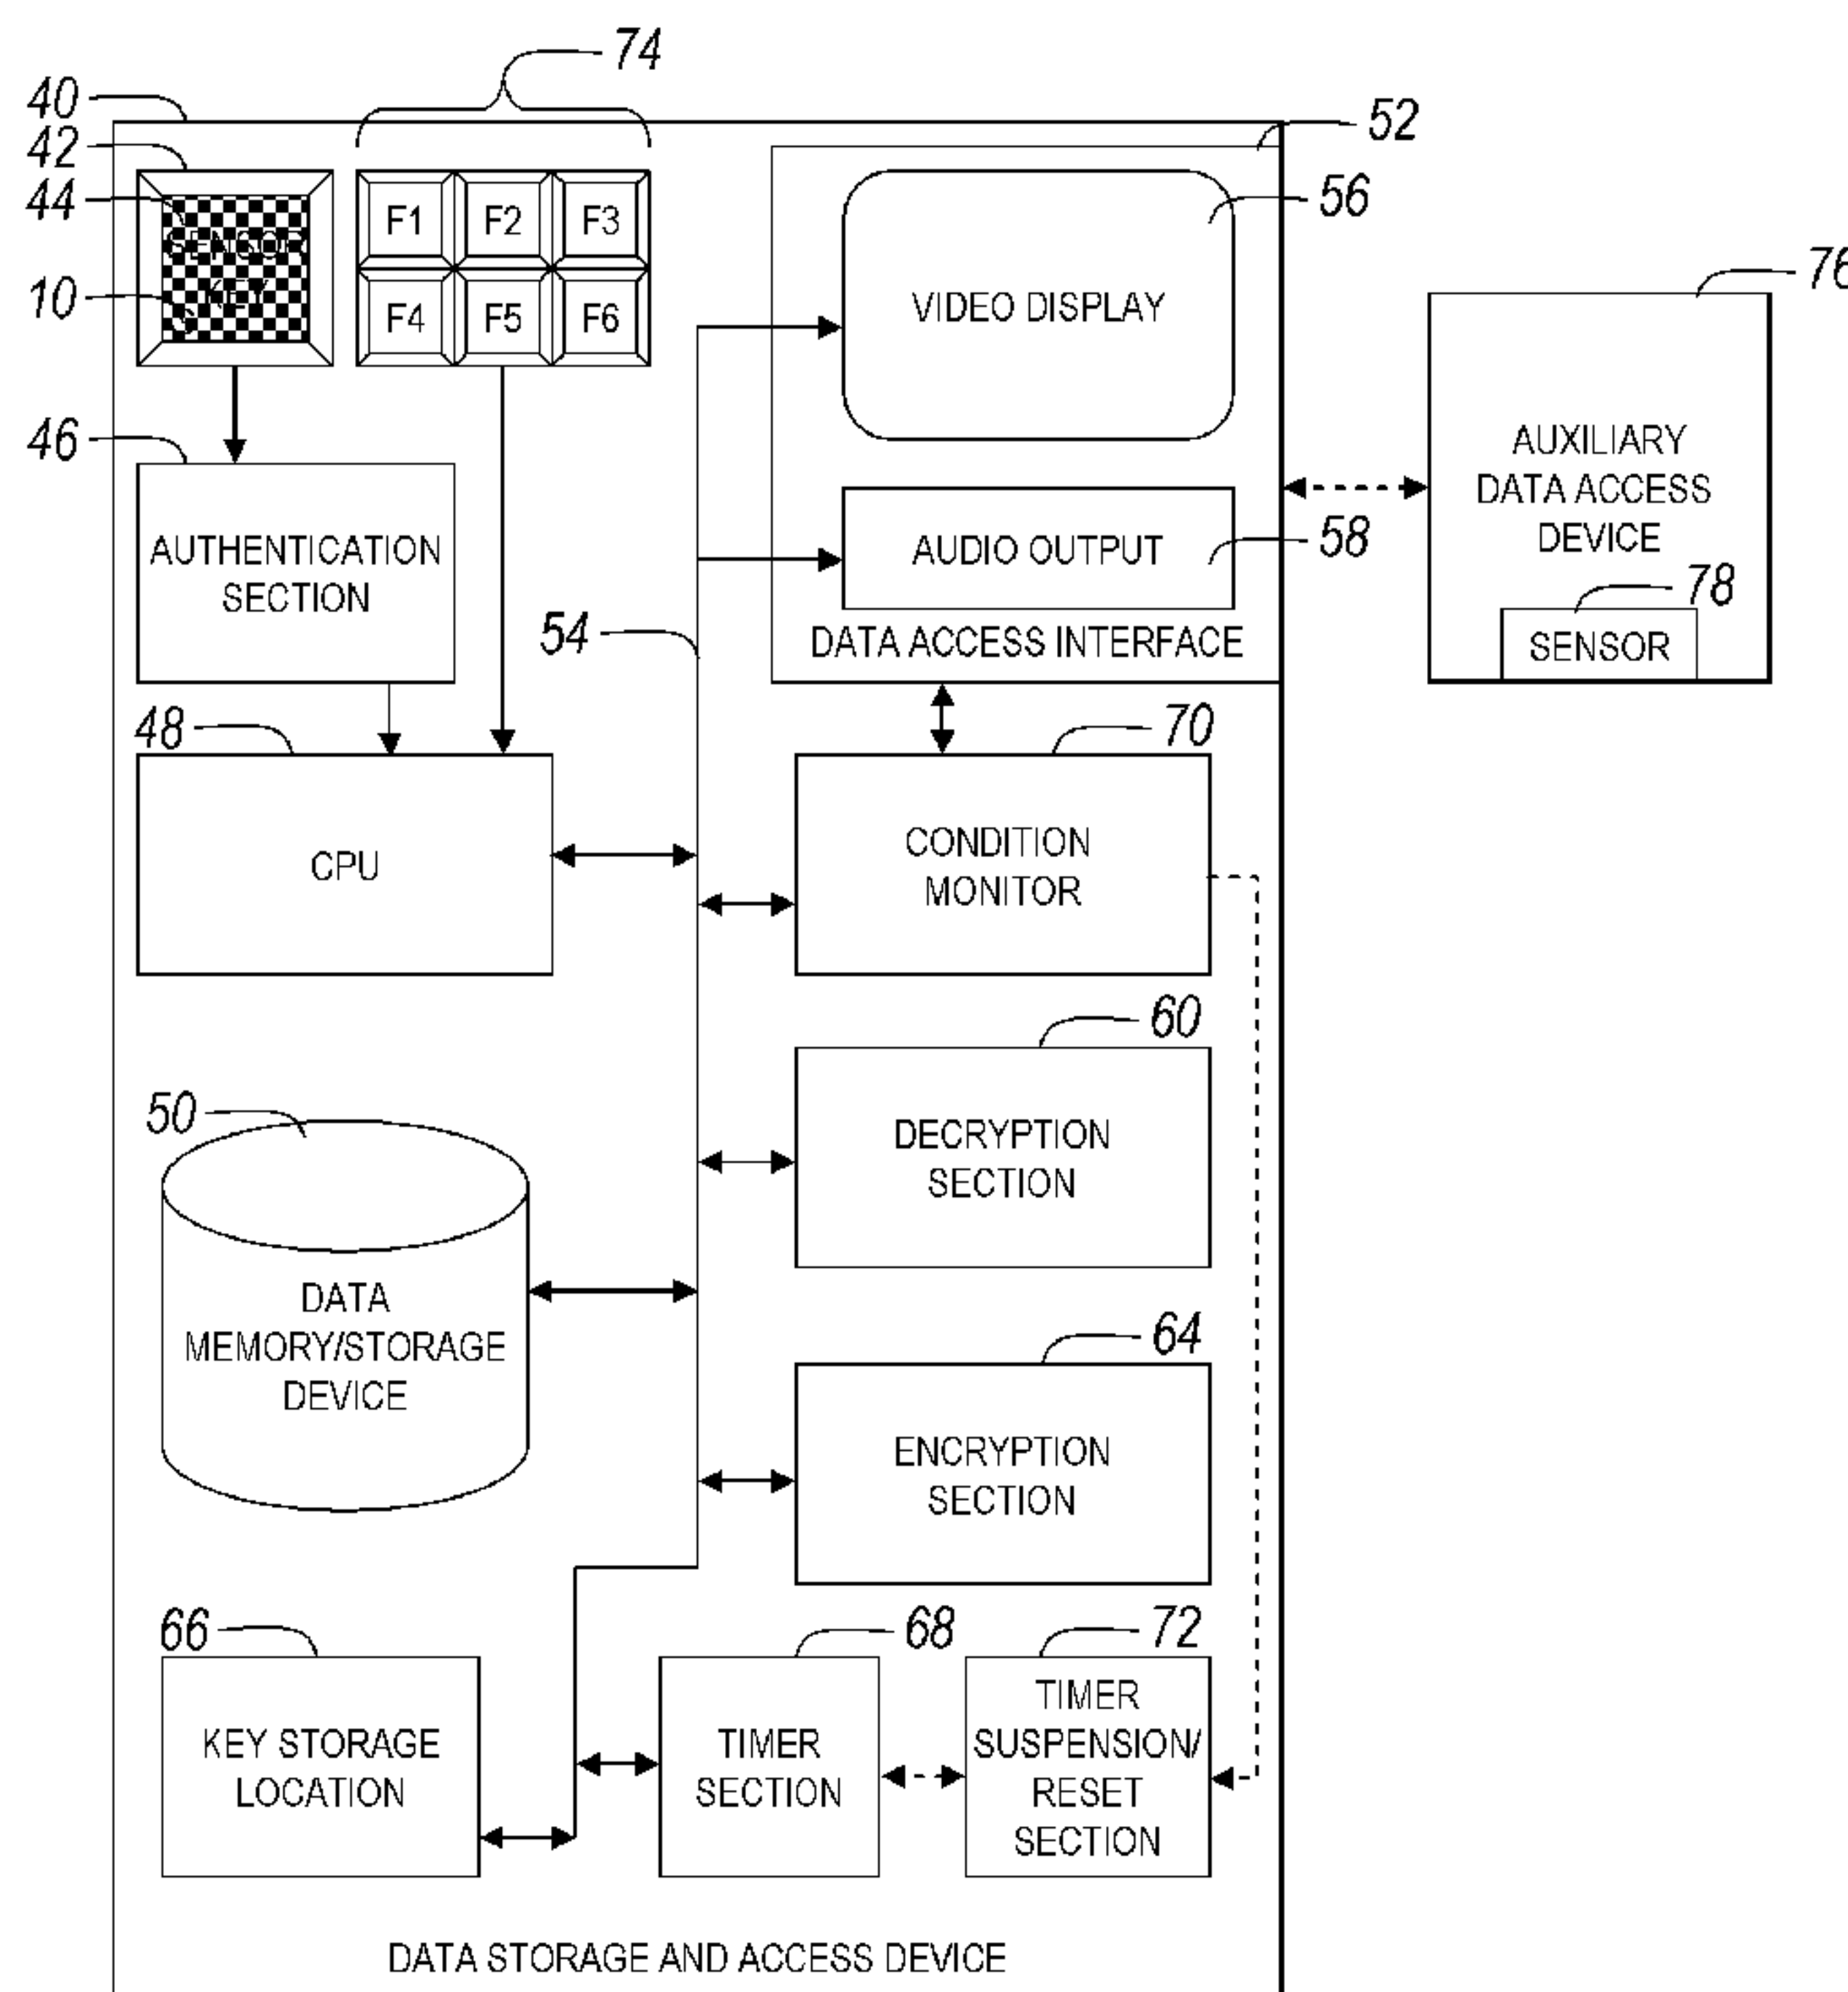 74
40
42
44
10
SENSOR
KEY
F1 F2 F3
F4 F5 F6
52
56
VIDEO DISPLAY
76
46
AUTHENTICATION
SECTION
AUDIO OUTPUT
58
DATA ACCESS INTERFACE
AUXILIARY
DATA ACCESS
DEVICE
78
SENSOR
54
48
CPU
70
CONDITION
MONITOR
60
DECRYPTION
SECTION
50
DATA
MEMORY/STORAGE
DEVICE
64
ENCRYPTION
SECTION
66
KEY STORAGE
LOCATION
68
TIMER
SECTION
72
TIMER
SUSPENSION/
RESET
SECTION
DATA STORAGE AND ACCESS DEVICE